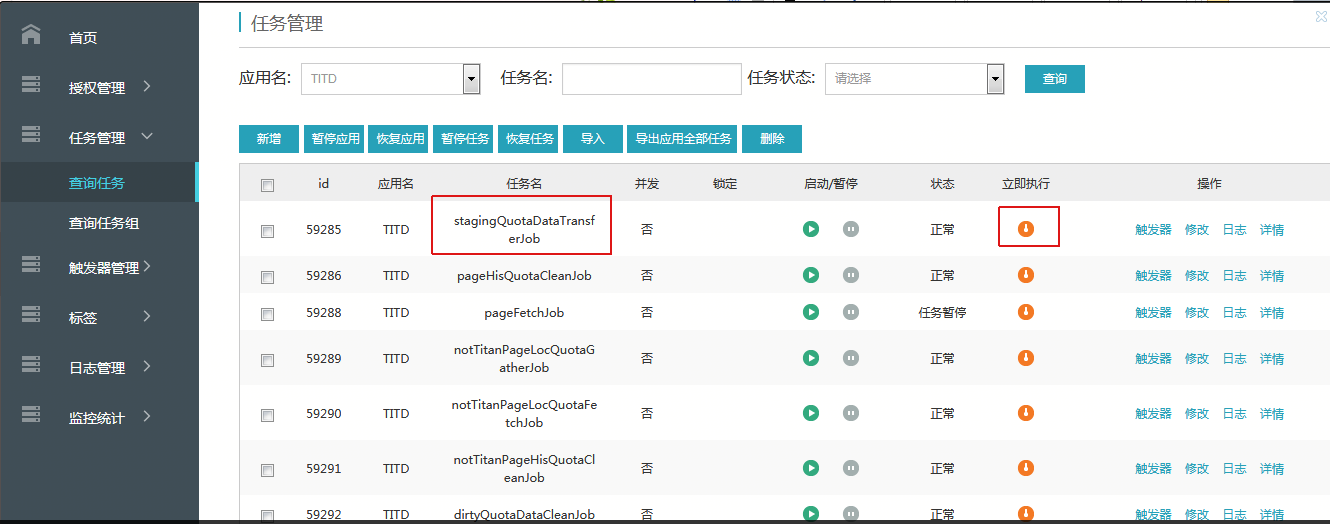 首页
授权管理
任务管理
查询任务
查询任务组
触发器管理
标签
日志管理
监控统计
任务管理
应用名: TITD 任务名: 任务状态: 请选择 查询
新增 暂停应用 恢复应用 暂停任务 恢复任务 导入 导出应用全部任务 删除
id 应用名 任务名 并发 锁定 启动/暂停 状态 立即执行 操作
59285 TITD stagingQuotaDataTransf 否 正常 触发器 修改 日志 详情
erJob
59286 TITD pageHisQuotaCleanJob 否 正常 触发器 修改 日志 详情
59288 TITD pageFetchJob 否 任务暂停 触发器 修改 日志 详情
59289 TITD notTitanPageLocQuotaG 否 正常 触发器 修改 日志 详情
atherJob
59290 TITD notTitanPageLocQuotaFe 否 正常 触发器 修改 日志 详情
tchJob
59291 TITD notTitanPageHisQuotaCl 否 正常 触发器 修改 日志 详情
eanJob
59292 TITD dirtyQuotaDataCleanJob 否 正常 触发器 修改 日志 详情